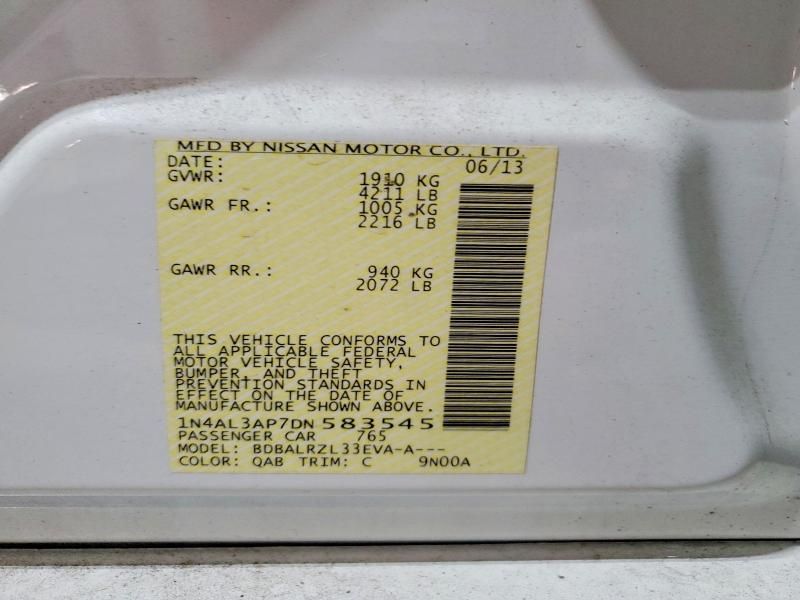 MFD BY NISSAN MOTOR CO., LTD.
DATE: 06/13
GVWR: 1910 KG
4211 LB
GAWR FR.: 1005 KG
2216 LB
GAWR RR.: 940 KG
2072 LB
THIS VEHICLE CONFORMS TO
ALL APPLICABLE FEDERAL
MOTOR VEHICLE SAFETY,
BUMPER, AND THEFT
PREVENTION STANDARDS IN
EFFECT ON THE DATE OF
MANUFACTURE SHOWN ABOVE.
1N4AL3AP7DN583545
PASSENGER CAR 765
MODEL: BDBALRZL33EVA-A---
COLOR: QAB TRIM: C 9N00A